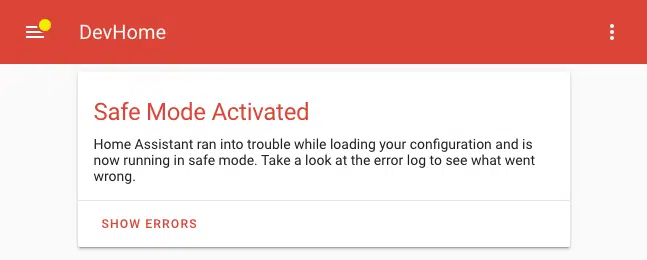 DevHome
Safe Mode Activated
Home Assistant ran into trouble while loading your configuration and is
now running in safe mode. Take a look at the error log to see what went
wrong.
SHOW ERRORS